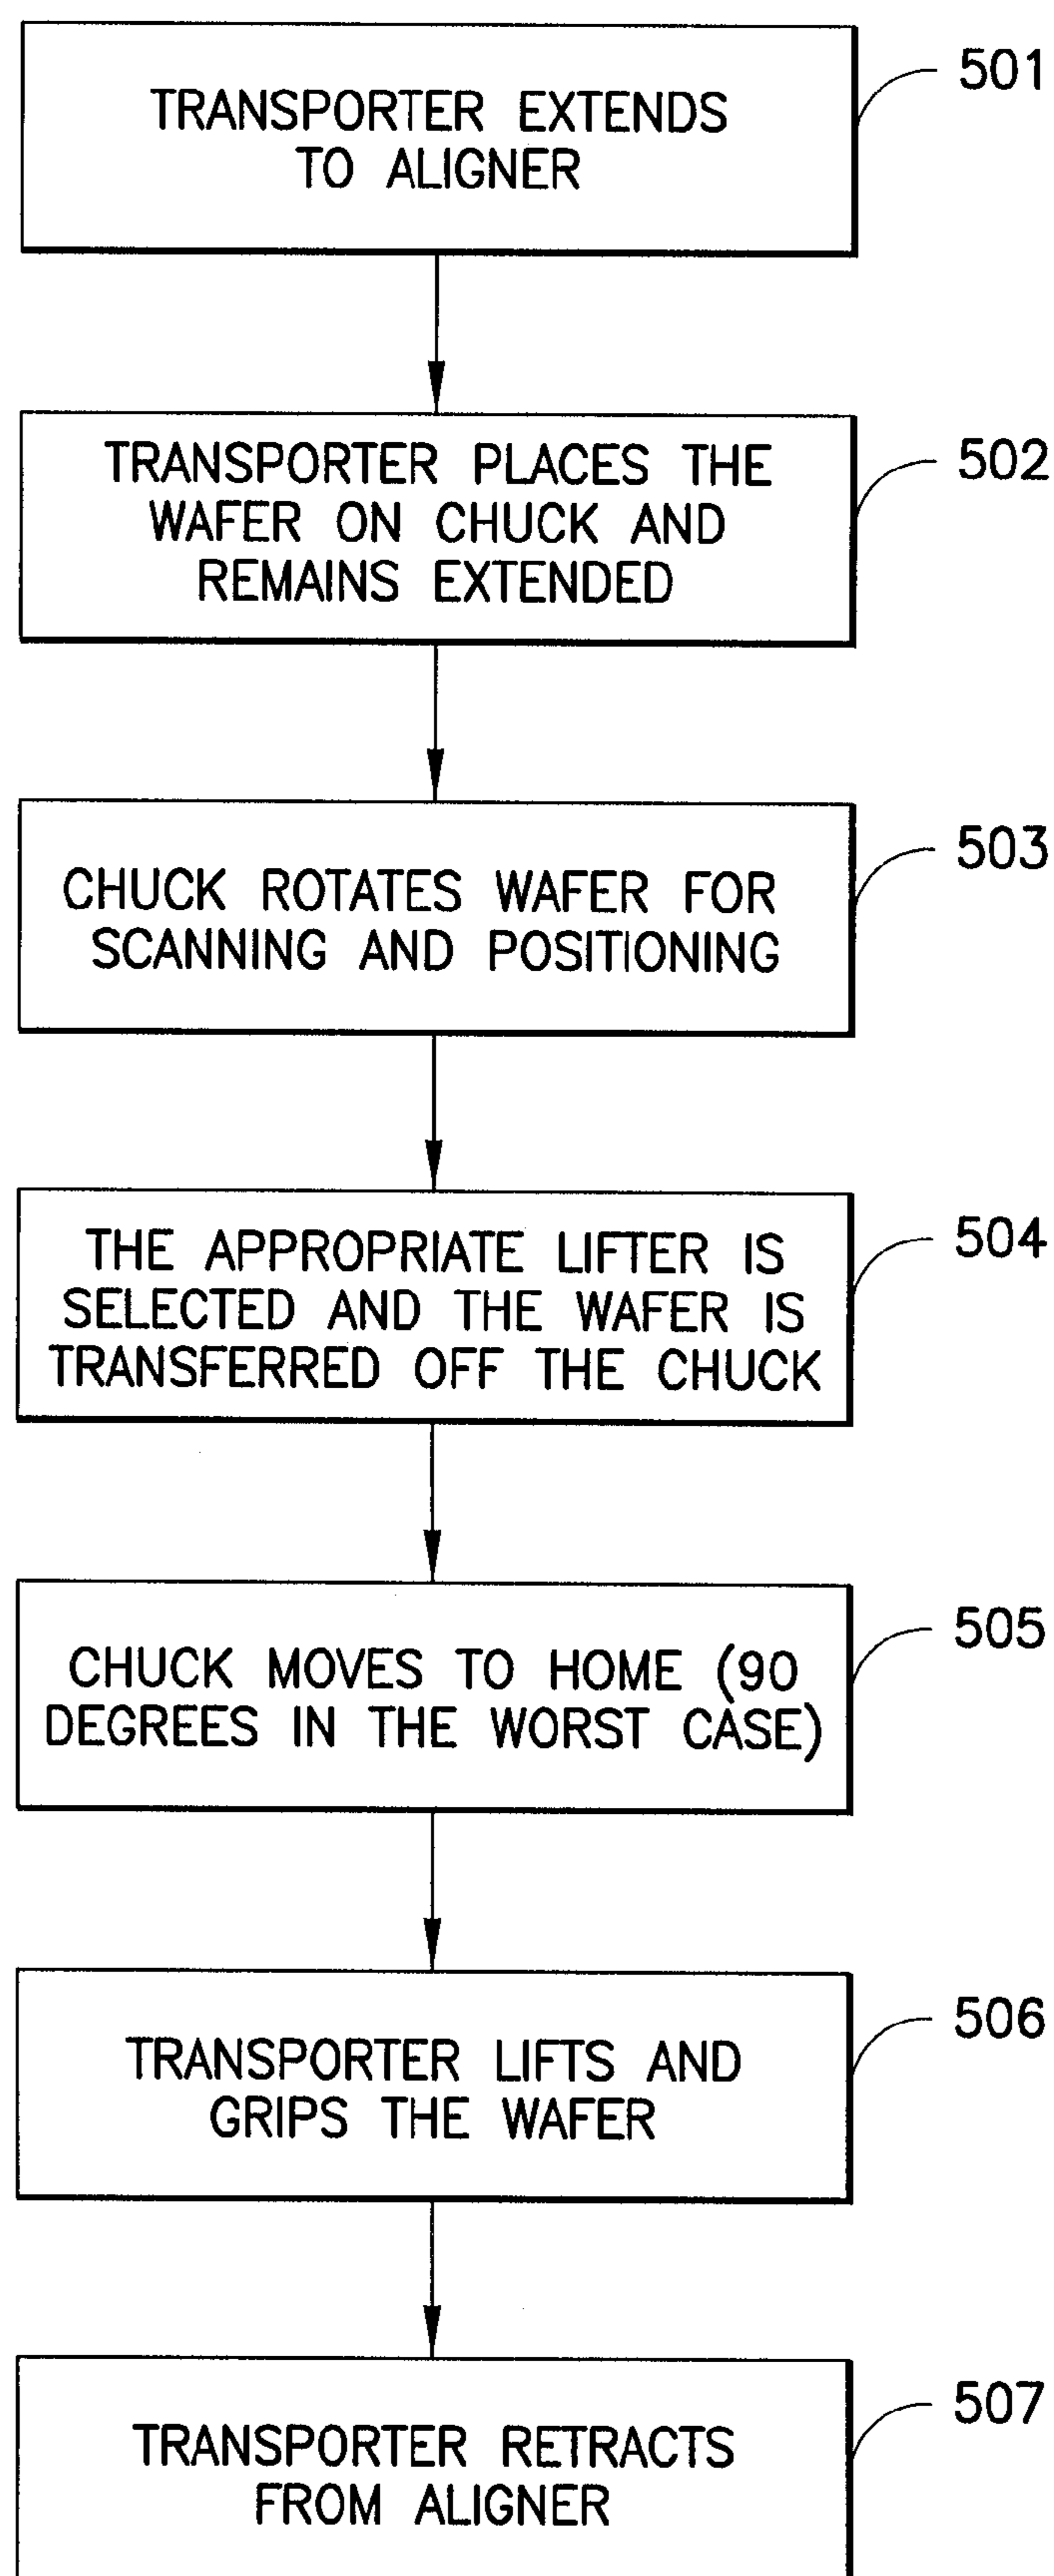 TRANSPORTER EXTENDS
TO ALIGNER
501
TRANSPORTER PLACES THE
WAFER ON CHUCK AND
REMAINS EXTENDED
502
CHUCK ROTATES WAFER FOR
SCANNING AND POSITIONING
503
THE APPROPRIATE LIFTER IS
SELECTED AND THE WAFER IS
TRANSFERRED OFF THE CHUCK
504
CHUCK MOVES TO HOME (90
DEGREES IN THE WORST CASE)
505
TRANSPORTER LIFTS AND
GRIPS THE WAFER
506
TRANSPORTER RETRACTS
FROM ALIGNER
507